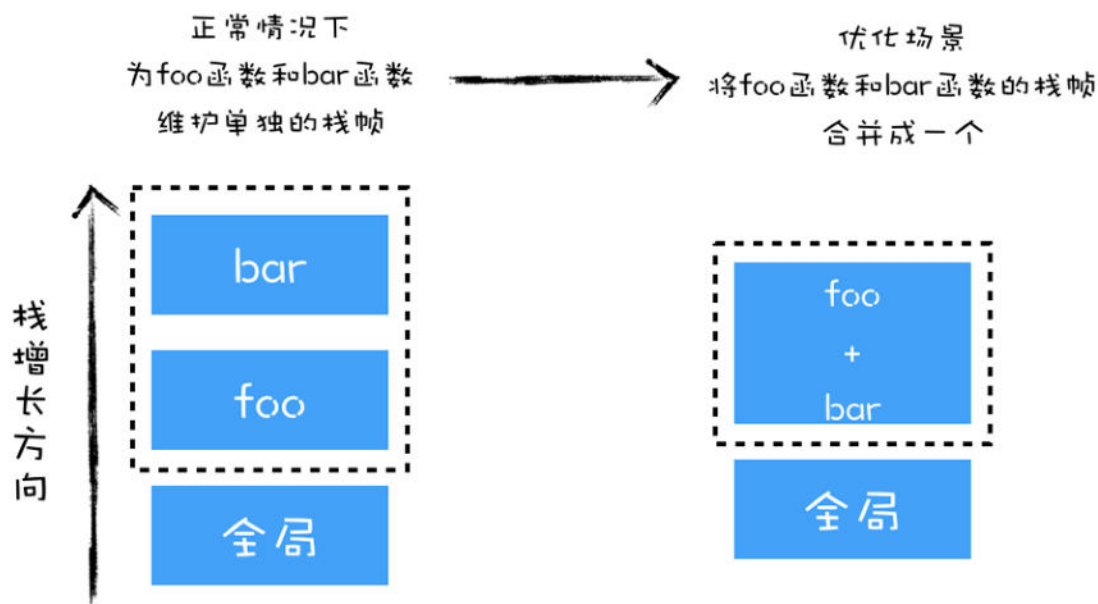 正常情况下
为foo函数和bar函数
维护单独的栈帧
优化场景
将foo函数和bar函数的栈帧
合并成一个
栈增长方向
bar
foo
全局
foo
+
bar
全局